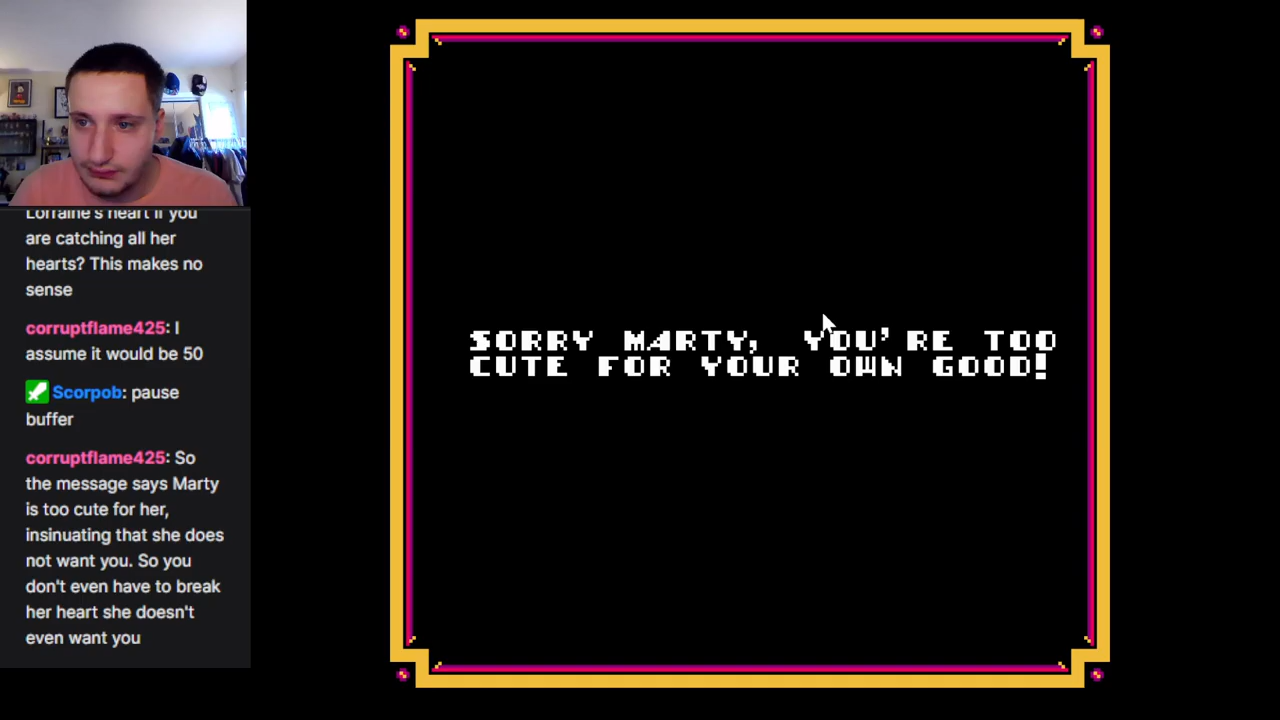 Lorraine's heart if you
are catching all her
hearts? This makes no
sense
corruptflame425: I
assume it would be 50
Scorpob: pause
buffer
corruptflame425: So
the message says Marty
is too cute for her,
insinuating that she does
not want you. So you
don't even have to break
her heart she doesn't
even want you
SORRY MARTY, YOU'RE TOO
CUTE FOR YOUR OWN GOOD!